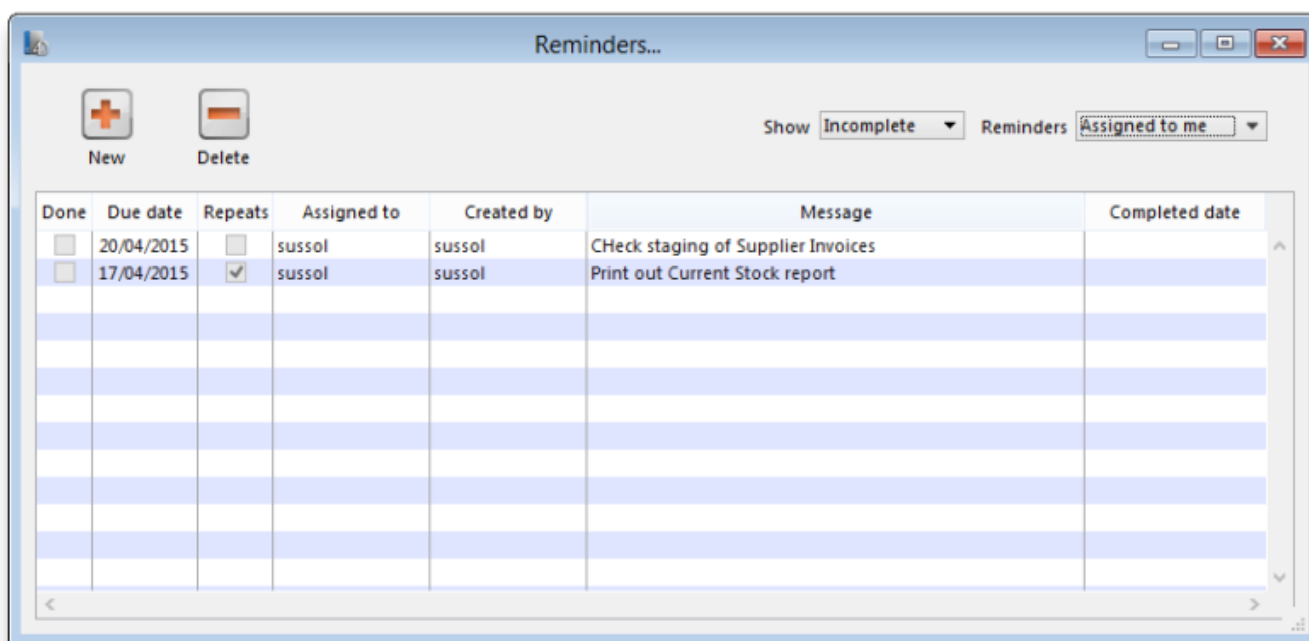 Reminders...
New Delete Show Incomplete Reminders Assigned to me
Done Due date Repeats Assigned to Created by Message Completed date
20/04/2015 sussol sussol CHeck staging of Supplier Invoices
17/04/2015 sussol sussol Print out Current Stock report